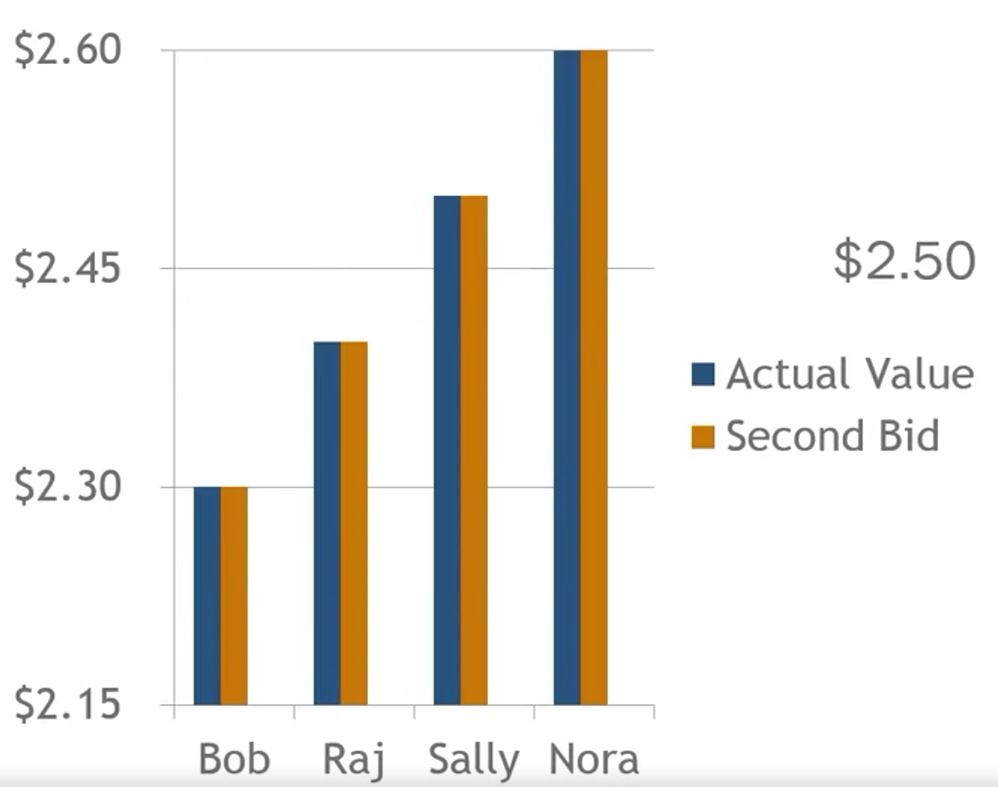 $2.60
$2.45
$2.30
$2.15
Bob Raj Sally Nora
$2.50
Actual Value
Second Bid